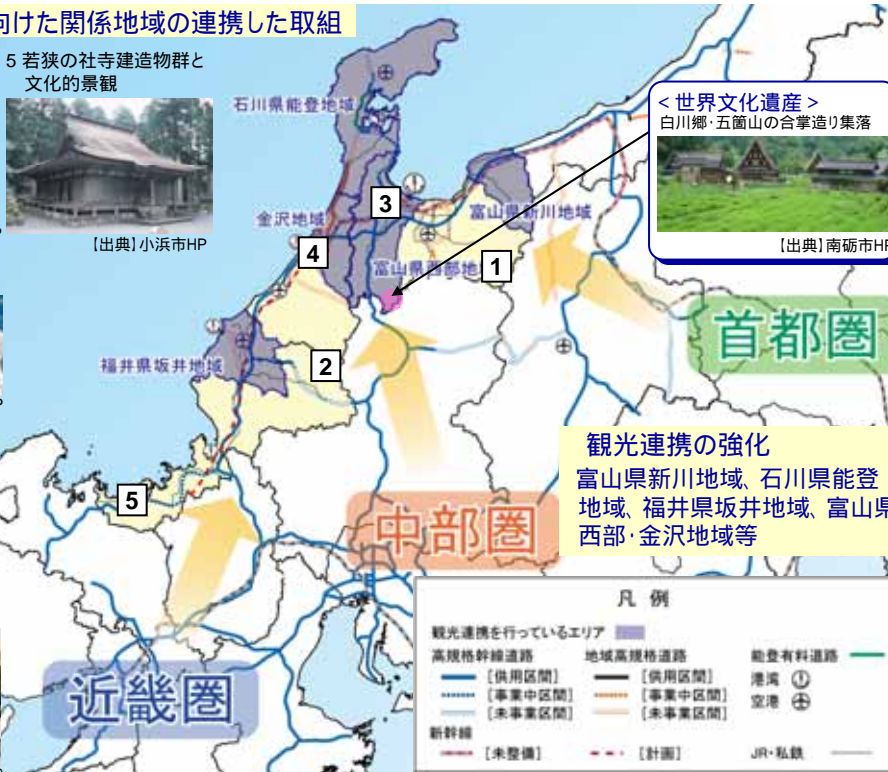 向けた関係地域の連携した取組
5 若狭の社寺建造物群と
文化的景観
【出典】小浜市HP
<世界文化遺産>
白川郷･五箇山の合掌造り集落
【出典】南砺市HP
石川県能登地域
3
富山県新川地域
金沢地域
4
富山県西部地
1
首都圏
福井県坂井地域
2
5
中部圏
観光連携の強化
富山県新川地域、石川県能登
地域、福井県坂井地域、富山県
西部･金沢地域等
近畿圏
凡 例
観光連携を行っているエリア
高規格幹線道路 地域高規格道路 能登有料道路
[供用区間] [供用区間] 港湾
[事業中区間] [事業中区間] 空港
[未事業区間] [未事業区間]
新幹線
[未整備] [計画] JR･私鉄